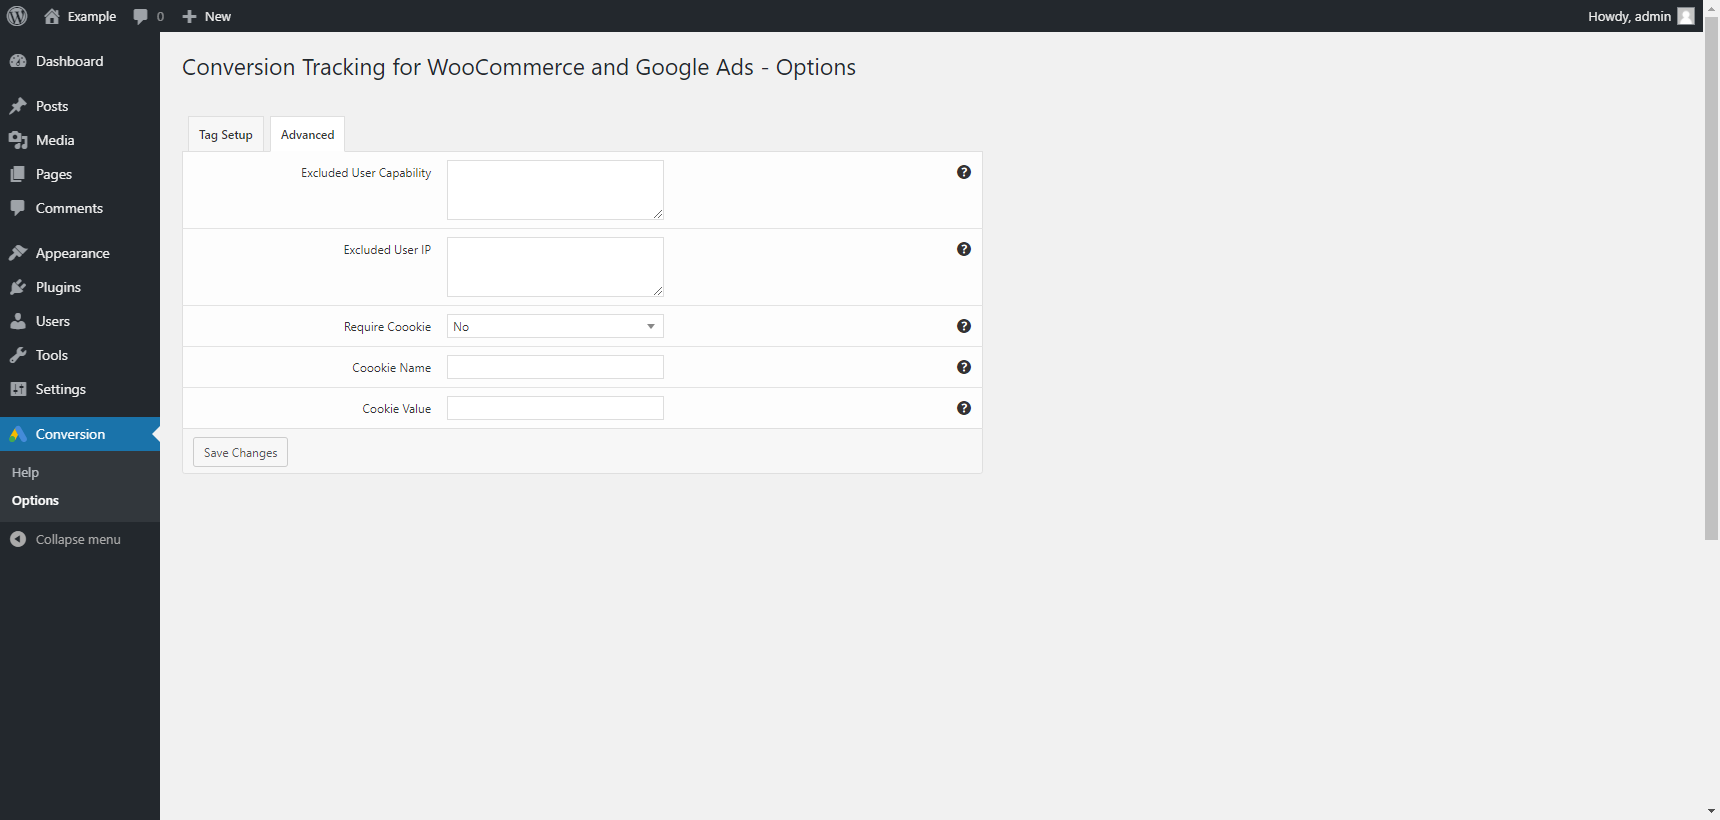 Example
0
New
Howdy, admin
Dashboard
Posts
Media
Pages
Comments
Appearance
Plugins
Users
Tools
Settings
Conversion
Help
Options
Collapse menu
Conversion Tracking for WooCommerce and Google Ads - Options
Tag Setup
Advanced
Excluded User Capability
Excluded User IP
Require Coookie
No
Coookie Name
Cookie Value
Save Changes